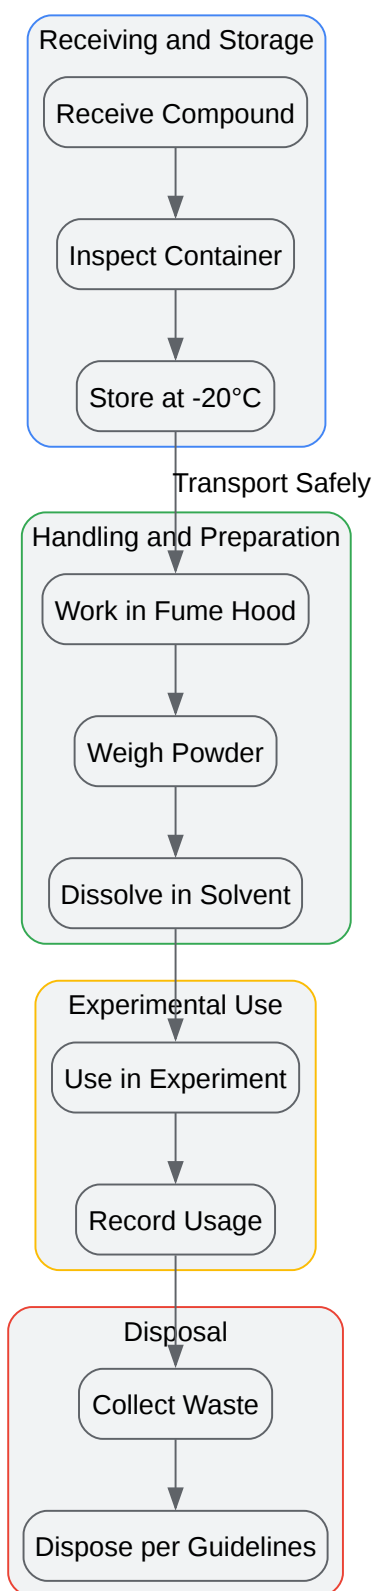 Receiving and Storage
Receive Compound
Inspect Container
Store at -20°C
Transport Safely
Handling and Preparation
Work in Fume Hood
Weigh Powder
Dissolve in Solvent
Experimental Use
Use in Experiment
Record Usage
Disposal
Collect Waste
Dispose per Guidelines